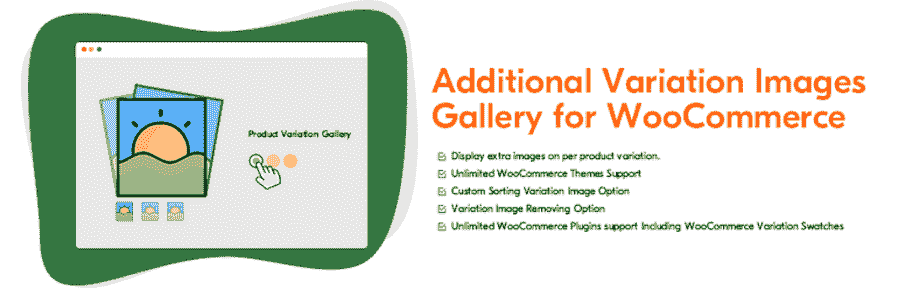 Additional Variation Images
Gallery for WooCommerce
Product Variation Gallery
Display extra images on per product variation.
Unlimited WooCommerce Themes Support
Custom Sorting Variation Image Option
Variation Image Removing Option
Unlimited WooCommerce Plugins support Including WooCommerce Variation Swatches